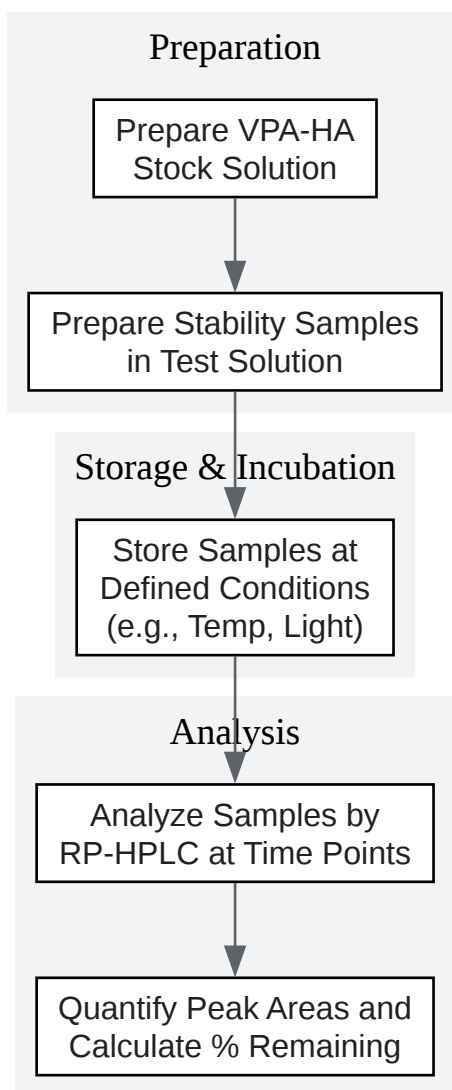 Preparation
Prepare VPA-HA
Stock Solution
Prepare Stability Samples
in Test Solution
Storage & Incubation
Store Samples at
Defined Conditions
(e.g., Temp, Light)
Analysis
Analyze Samples by
RP-HPLC at Time Points
Quantify Peak Areas and
Calculate % Remaining